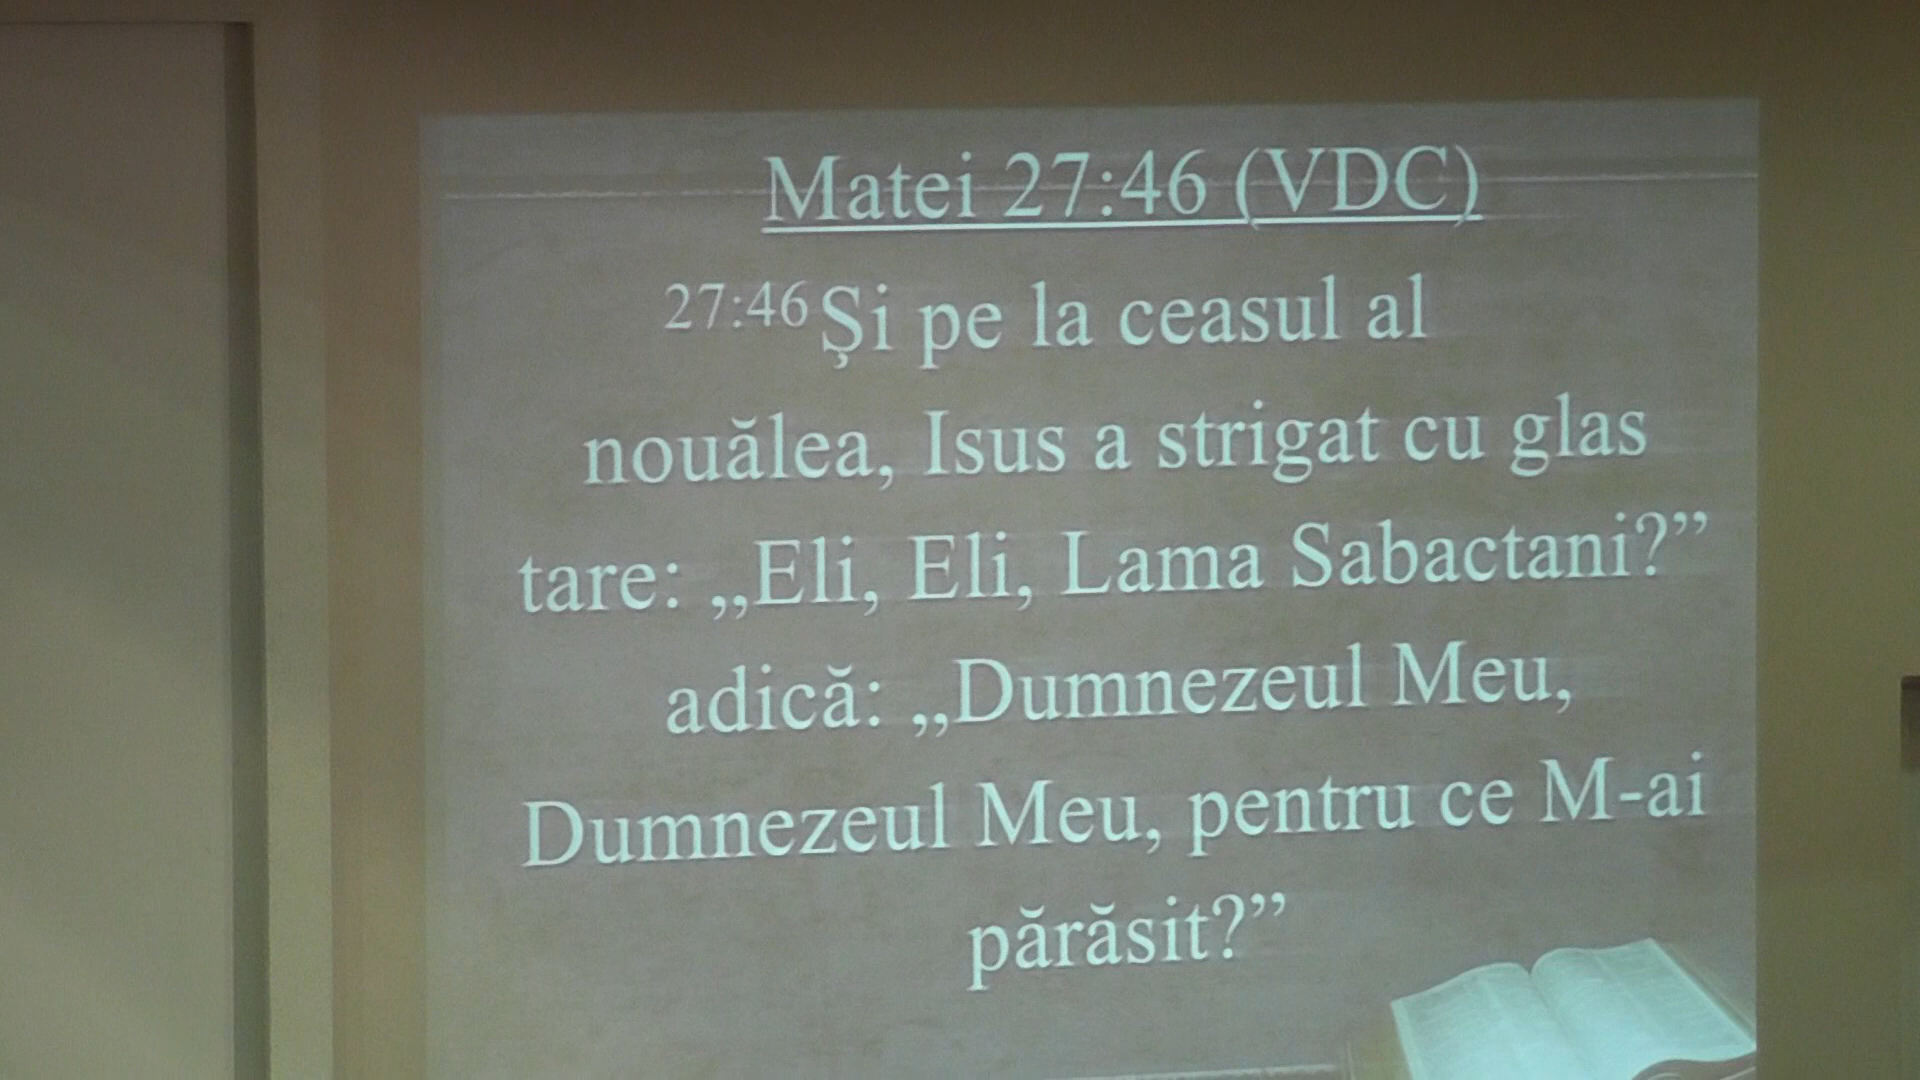 Matei 27:46 (VDC)
27:46 Şi pe la ceasul al
nouălea, Isus a strigat cu glas
tare: „Eli, Eli, Lama Sabactani?”
adică: „Dumnezeul Meu,
Dumnezeul Meu, pentru ce M-ai
părăsit?”